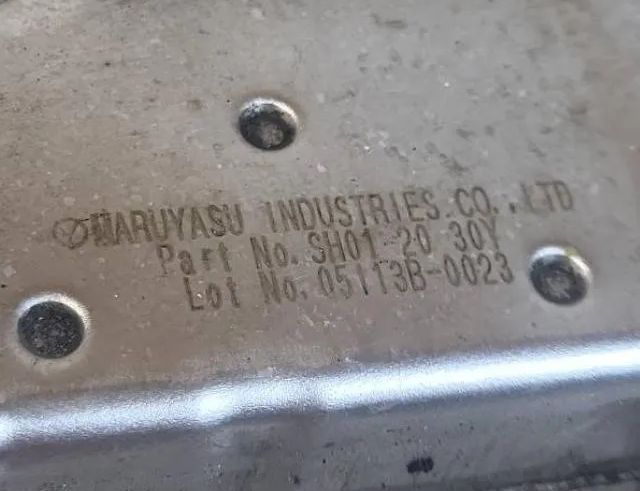 MARUYASU INDUSTRIES.CO.,LTD
Part No.SH01 20 30Y
Lot No.05113B-0023